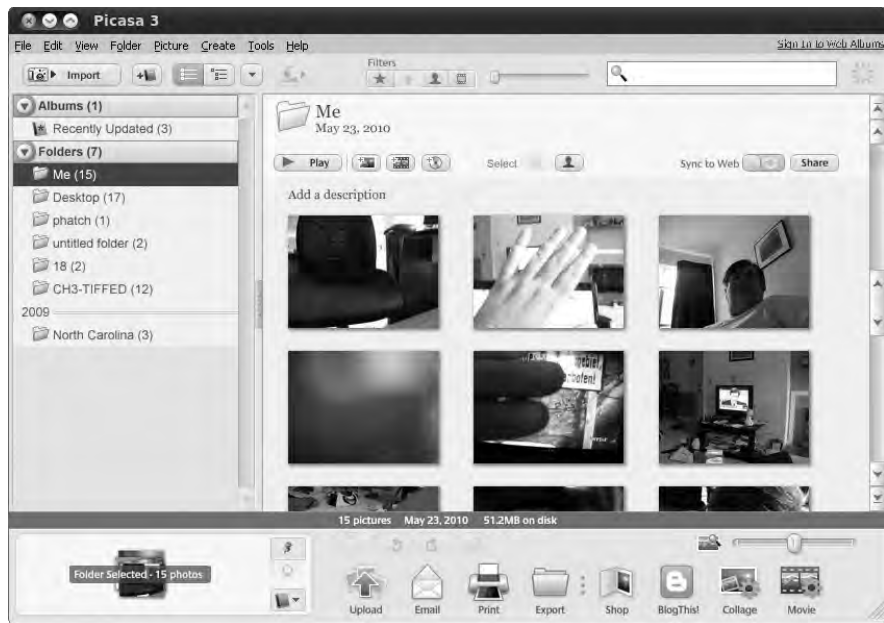 Picasa 3
File Edit View Folder Picture Create Tools Help
Sign In to Web Albums
Import
Filters
Albums (1)
Recently Updated (3)
Folders (7)
Me (15)
Desktop (17)
phatch (1)
untitled folder (2)
18 (2)
CH3-TIFFED (12)
2009
North Carolina (3)
Me
May 23, 2010
Play
Select
Sync to Web
Share
Add a description
15 pictures May 23, 2010 51.2MB on disk
Folder Selected - 15 photos
Upload Email Print Export Shop BlogThis! Collage Movie